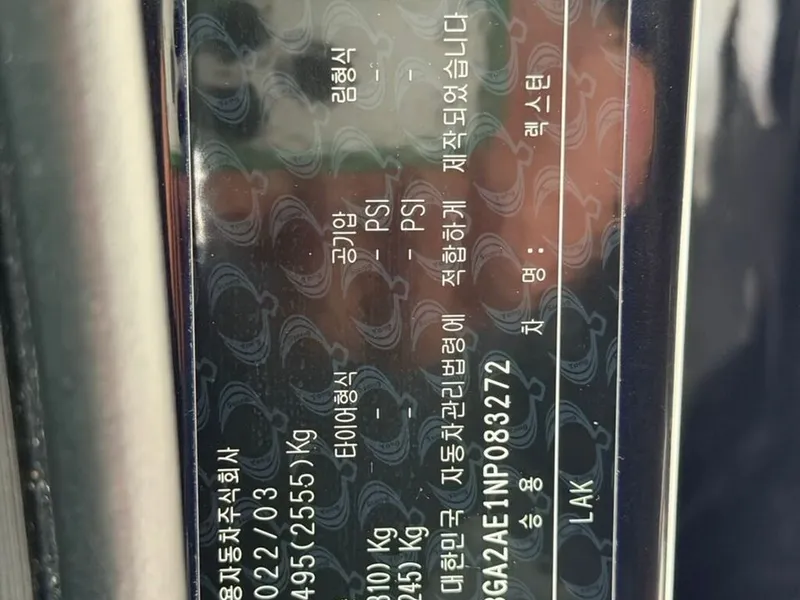 용자동차주식회사
022/03
495(2555)Kg
타이어형식 공기압 림형식
310) Kg - - PSI -
245) Kg - - PSI -
대한민국 자동차관리법령에 적합하게 제작되었습니다
GA2AE1NP083272
승 용 차 명: 렉스턴
LAK